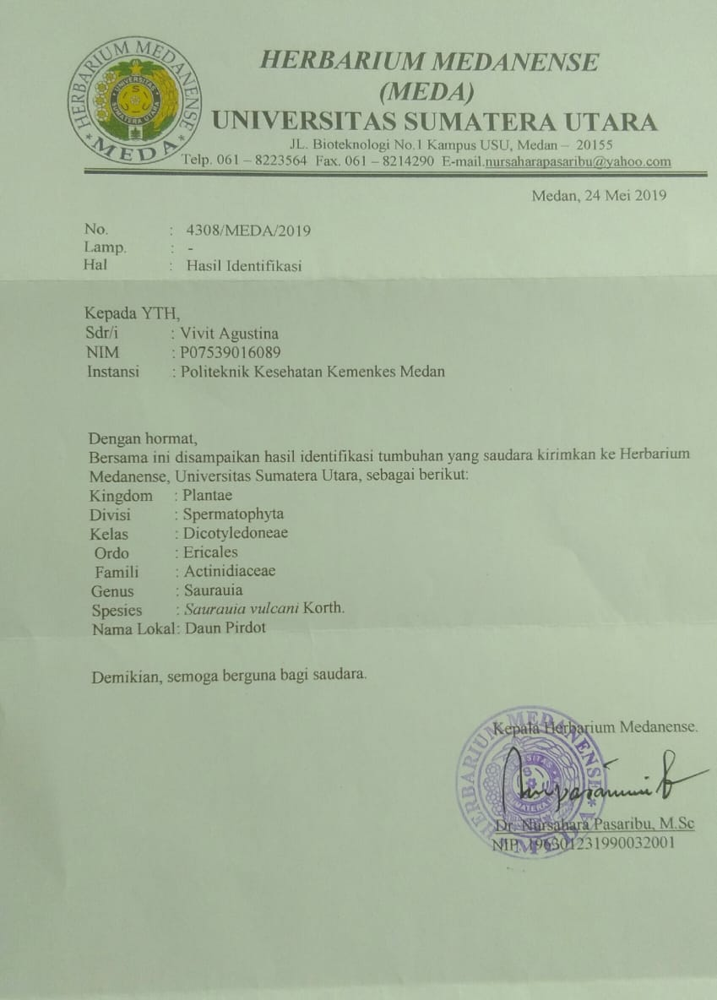 HERBARIUM MEDANENSE
(MEDA)
UNIVERSITAS SUMATERA UTARA
JL. Bioteknologi No.1 Kampus USU, Medan – 20155
Telp. 061 – 8223564 Fax. 061 – 8214290 E-mail.nursaharapasaribu@yahoo.com
HERBARIUM MEDANENSE
* MEDA *
UNIVERSITAS
SUMATERA UTARA
Medan, 24 Mei 2019
No. : 4308/MEDA/2019
Lamp. : -
Hal : Hasil Identifikasi
Kepada YTH,
Sdr/i : Vivit Agustina
NIM : P07539016089
Instansi : Politeknik Kesehatan Kemenkes Medan
Dengan hormat,
Bersama ini disampaikan hasil identifikasi tumbuhan yang saudara kirimkan ke Herbarium
Medanense, Universitas Sumatera Utara, sebagai berikut:
Kingdom : Plantae
Divisi : Spermatophyta
Kelas : Dicotyledoneae
Ordo : Ericales
Famili : Actinidiaceae
Genus : Saurauia
Spesies : Saurauia vulcani Korth.
Nama Lokal: Daun Pirdot
Demikian, semoga berguna bagi saudara.
Kepala Herbarium Medanense.
HERBARIUM MEDANENSE *
Dr. Nursahara Pasaribu, M.Sc
NIP. 196301231990032001